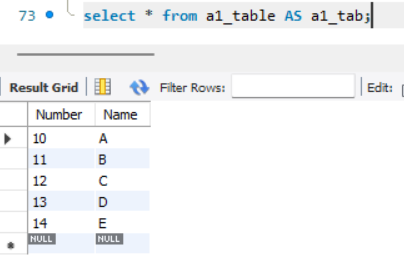 73 select * from a1_table AS a1_tab;
Result Grid Filter Rows: Edit:
Number Name
10 A
11 B
12 C
13 D
14 E
NULL NULL